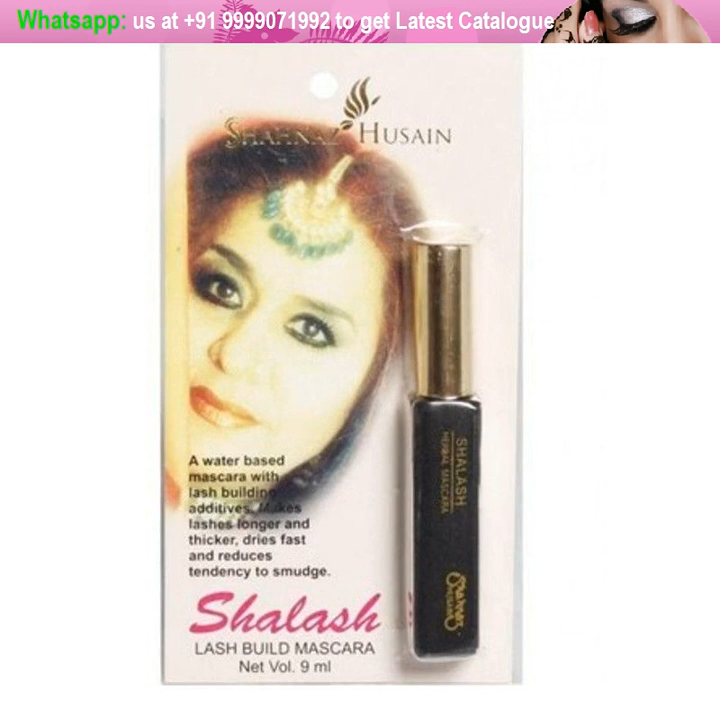 Whatsapp: us at +91 9999071992 to get Latest Catalogue
SHAHNAZ HUSAIN
SHALASH
HERBAL MASCARA
Shahnaz
HUSAIN
A water based
mascara with
lash building
additives. Makes
lashes longer and
thicker, dries fast
and reduces
tendency to smudge.
Shalash
LASH BUILD MASCARA
Net Vol. 9 ml